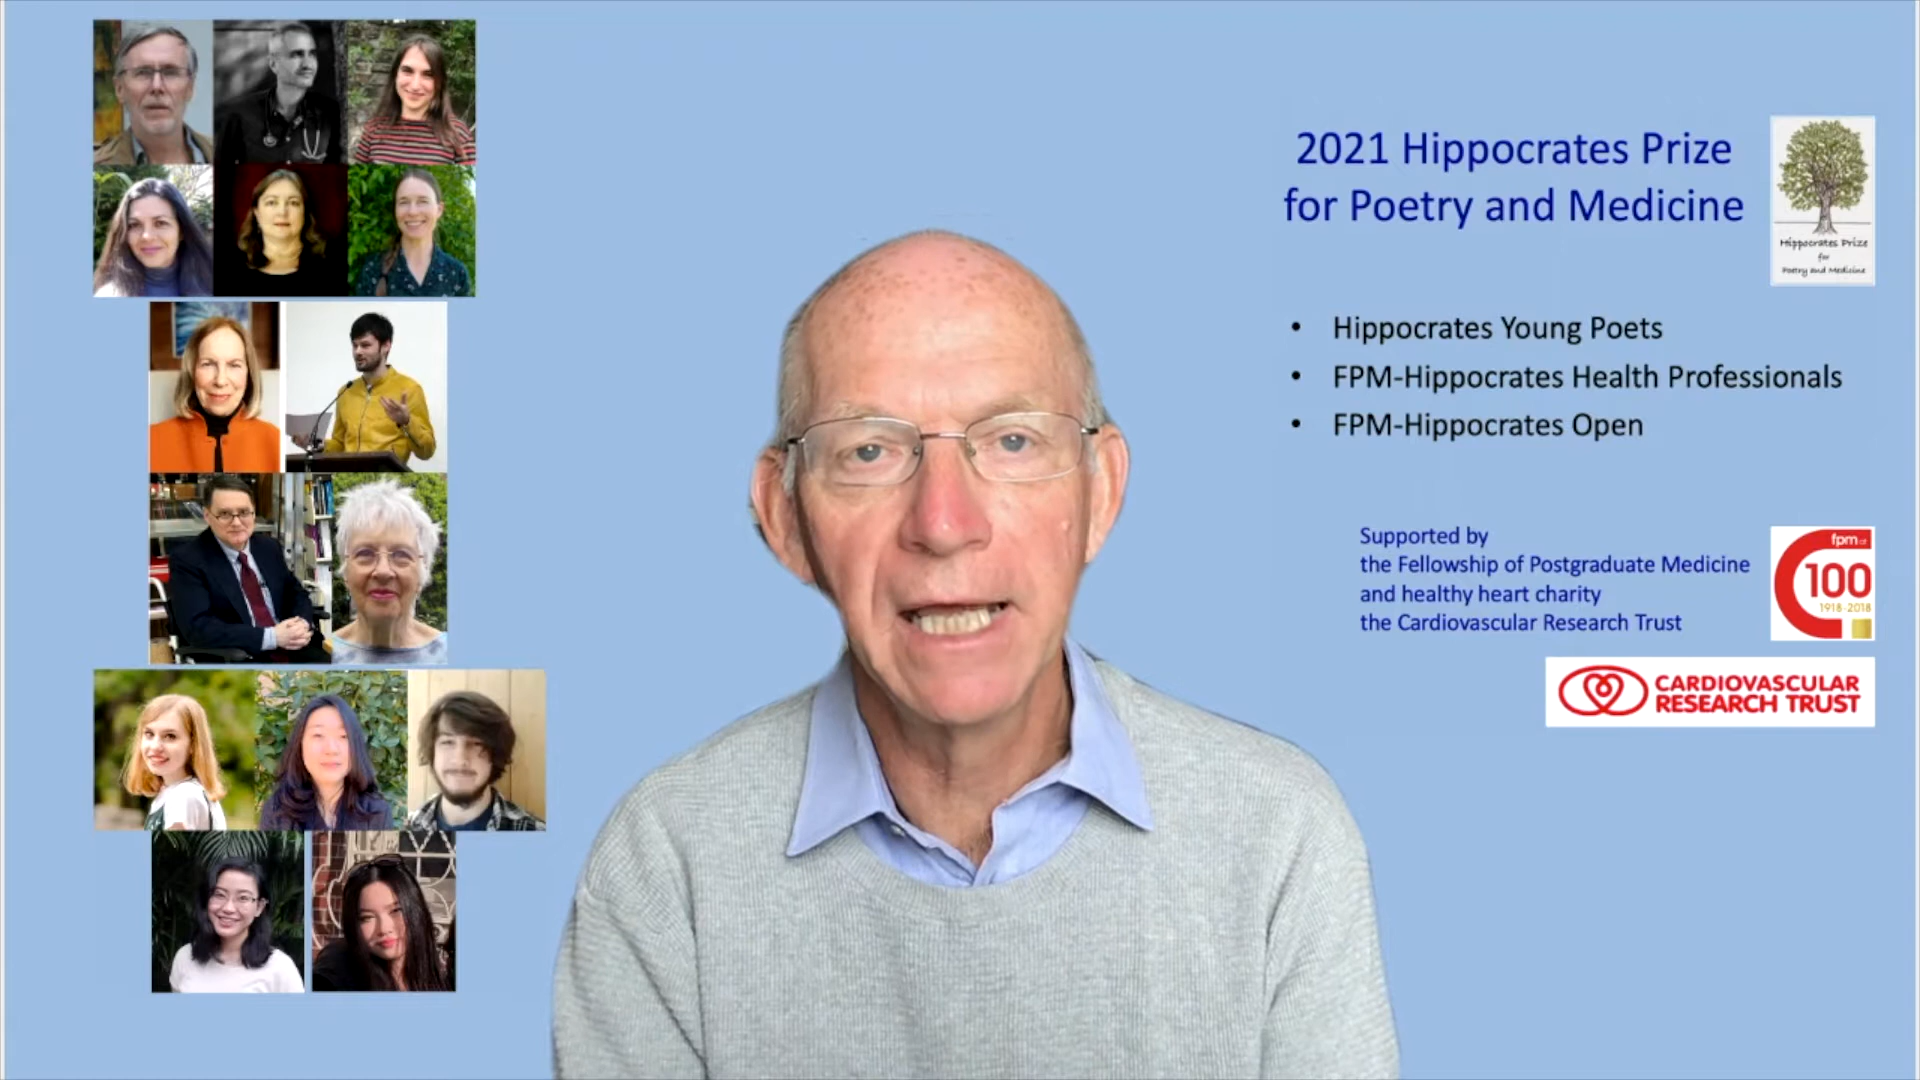 2021 Hippocrates Prize
for Poetry and Medicine
Hippocrates Prize
for
Poetry and Medicine
• Hippocrates Young Poets
• FPM-Hippocrates Health Professionals
• FPM-Hippocrates Open
Supported by
the Fellowship of Postgraduate Medicine
and healthy heart charity
the Cardiovascular Research Trust
fpm at
100
1918-2018
CARDIOVASCULAR
RESEARCH TRUST